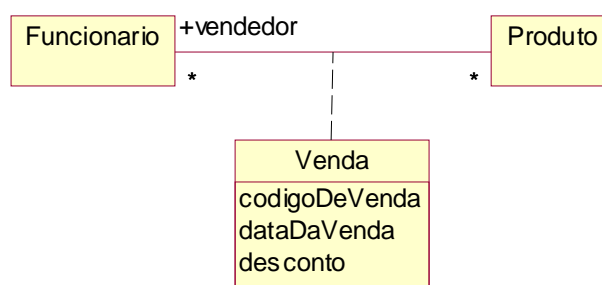 Funcionario
+vendedor
Produto
*
*
Venda
codigoDeVenda
dataDaVenda
desconto